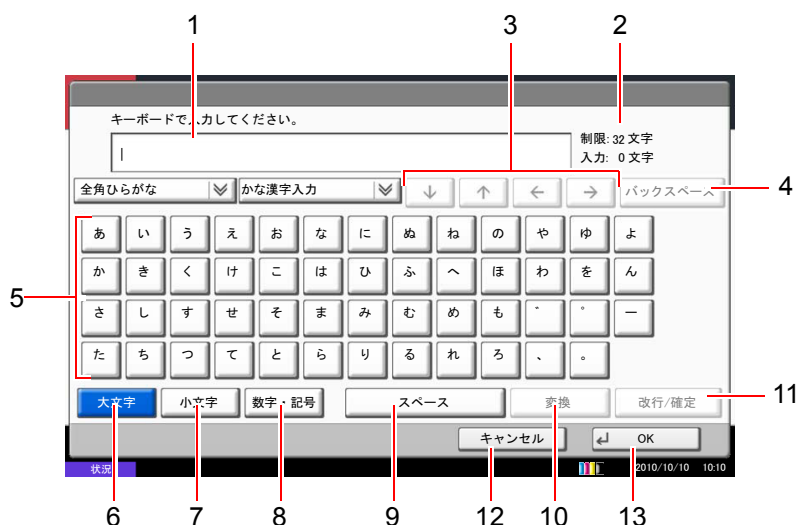 1 3 2
キーボードで入力してください。
制限: 32 文字
入力: 0 文字
全角ひらがな かな漢字入力 ↓ ↑ ← → バックスペース 4
あ い う え お な に ぬ ね の や ゆ よ
か き く け こ は ひ ふ へ ほ わ を ん
5
さ し す せ そ ま み む め も ゛ ゜ ー
た ち つ て と ら り る れ ろ 、 。
大文字 小文字 数字・記号 スペース 変換 改行/確定 11
キャンセル OK
状況 2010/10/10 10:10
6 7 8 9 12 10 13